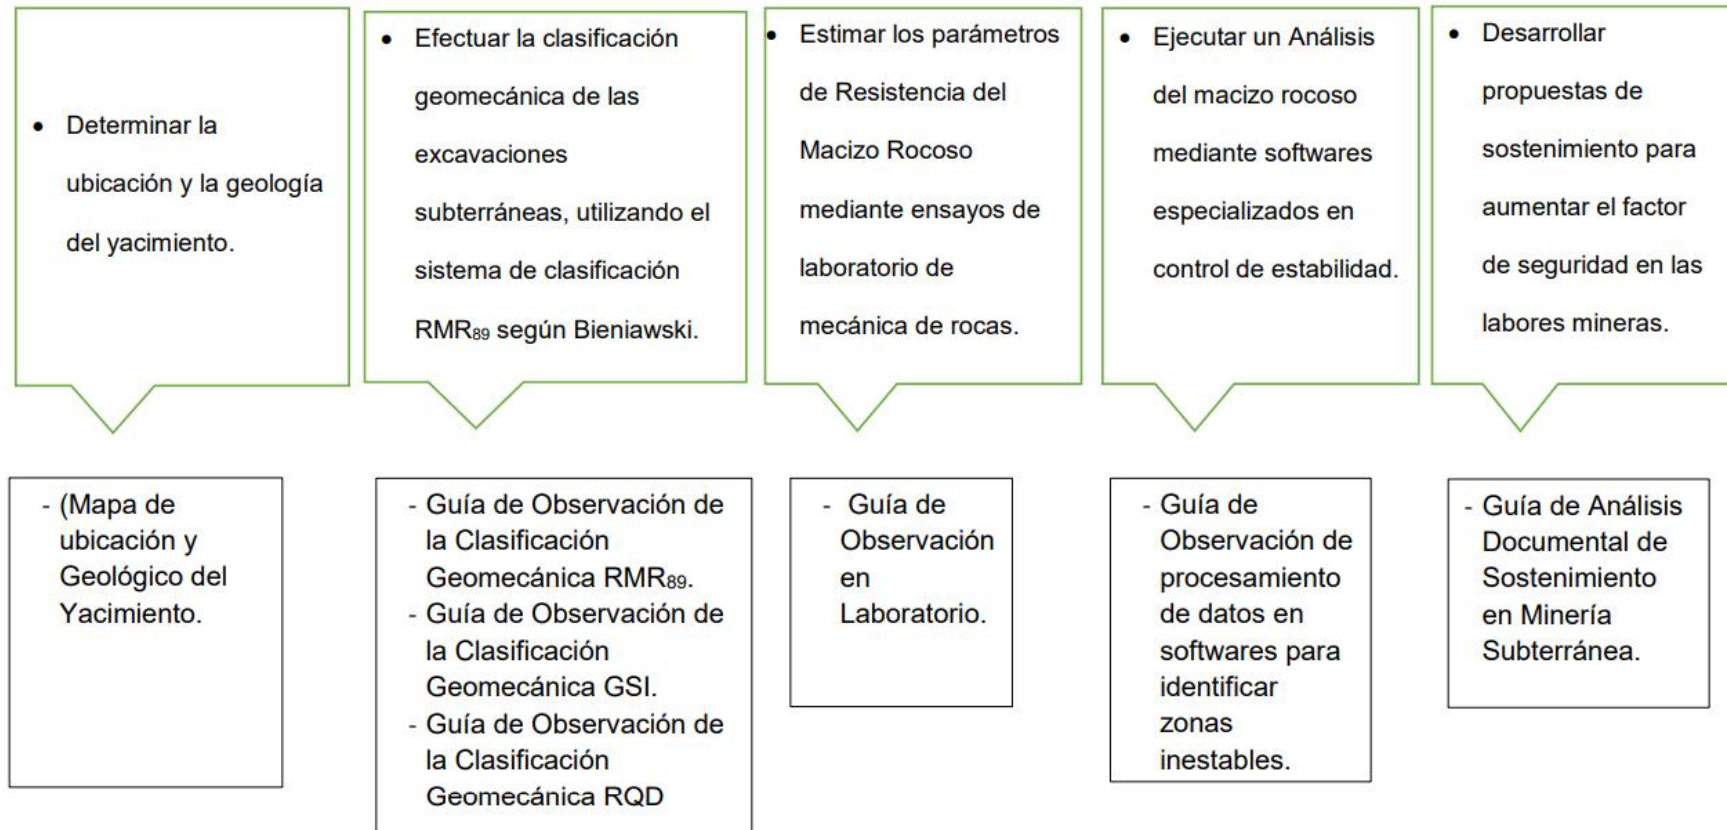 • Determinar la
ubicación y la geología
del yacimiento.
• Efectuar la clasificación
geomecánica de las
excavaciones
subterráneas, utilizando el
sistema de clasificación
RMR₈₉ según Bieniawski.
• Estimar los parámetros
de Resistencia del
Macizo Rocoso
mediante ensayos de
laboratorio de
mecánica de rocas.
• Ejecutar un Análisis
del macizo rocoso
mediante softwares
especializados en
control de estabilidad.
• Desarrollar
propuestas de
sostenimiento para
aumentar el factor
de seguridad en las
labores mineras.
- (Mapa de
ubicación y
Geológico del
Yacimiento.
- Guía de Observación de
la Clasificación
Geomecánica RMR₈₉.
- Guía de Observación de
la Clasificación
Geomecánica GSI.
- Guía de Observación de
la Clasificación
Geomecánica RQD
- Guía de
Observación
en
Laboratorio.
- Guía de
Observación de
procesamiento
de datos en
softwares para
identificar
zonas
inestables.
- Guía de Análisis
Documental de
Sostenimiento
en Minería
Subterránea.